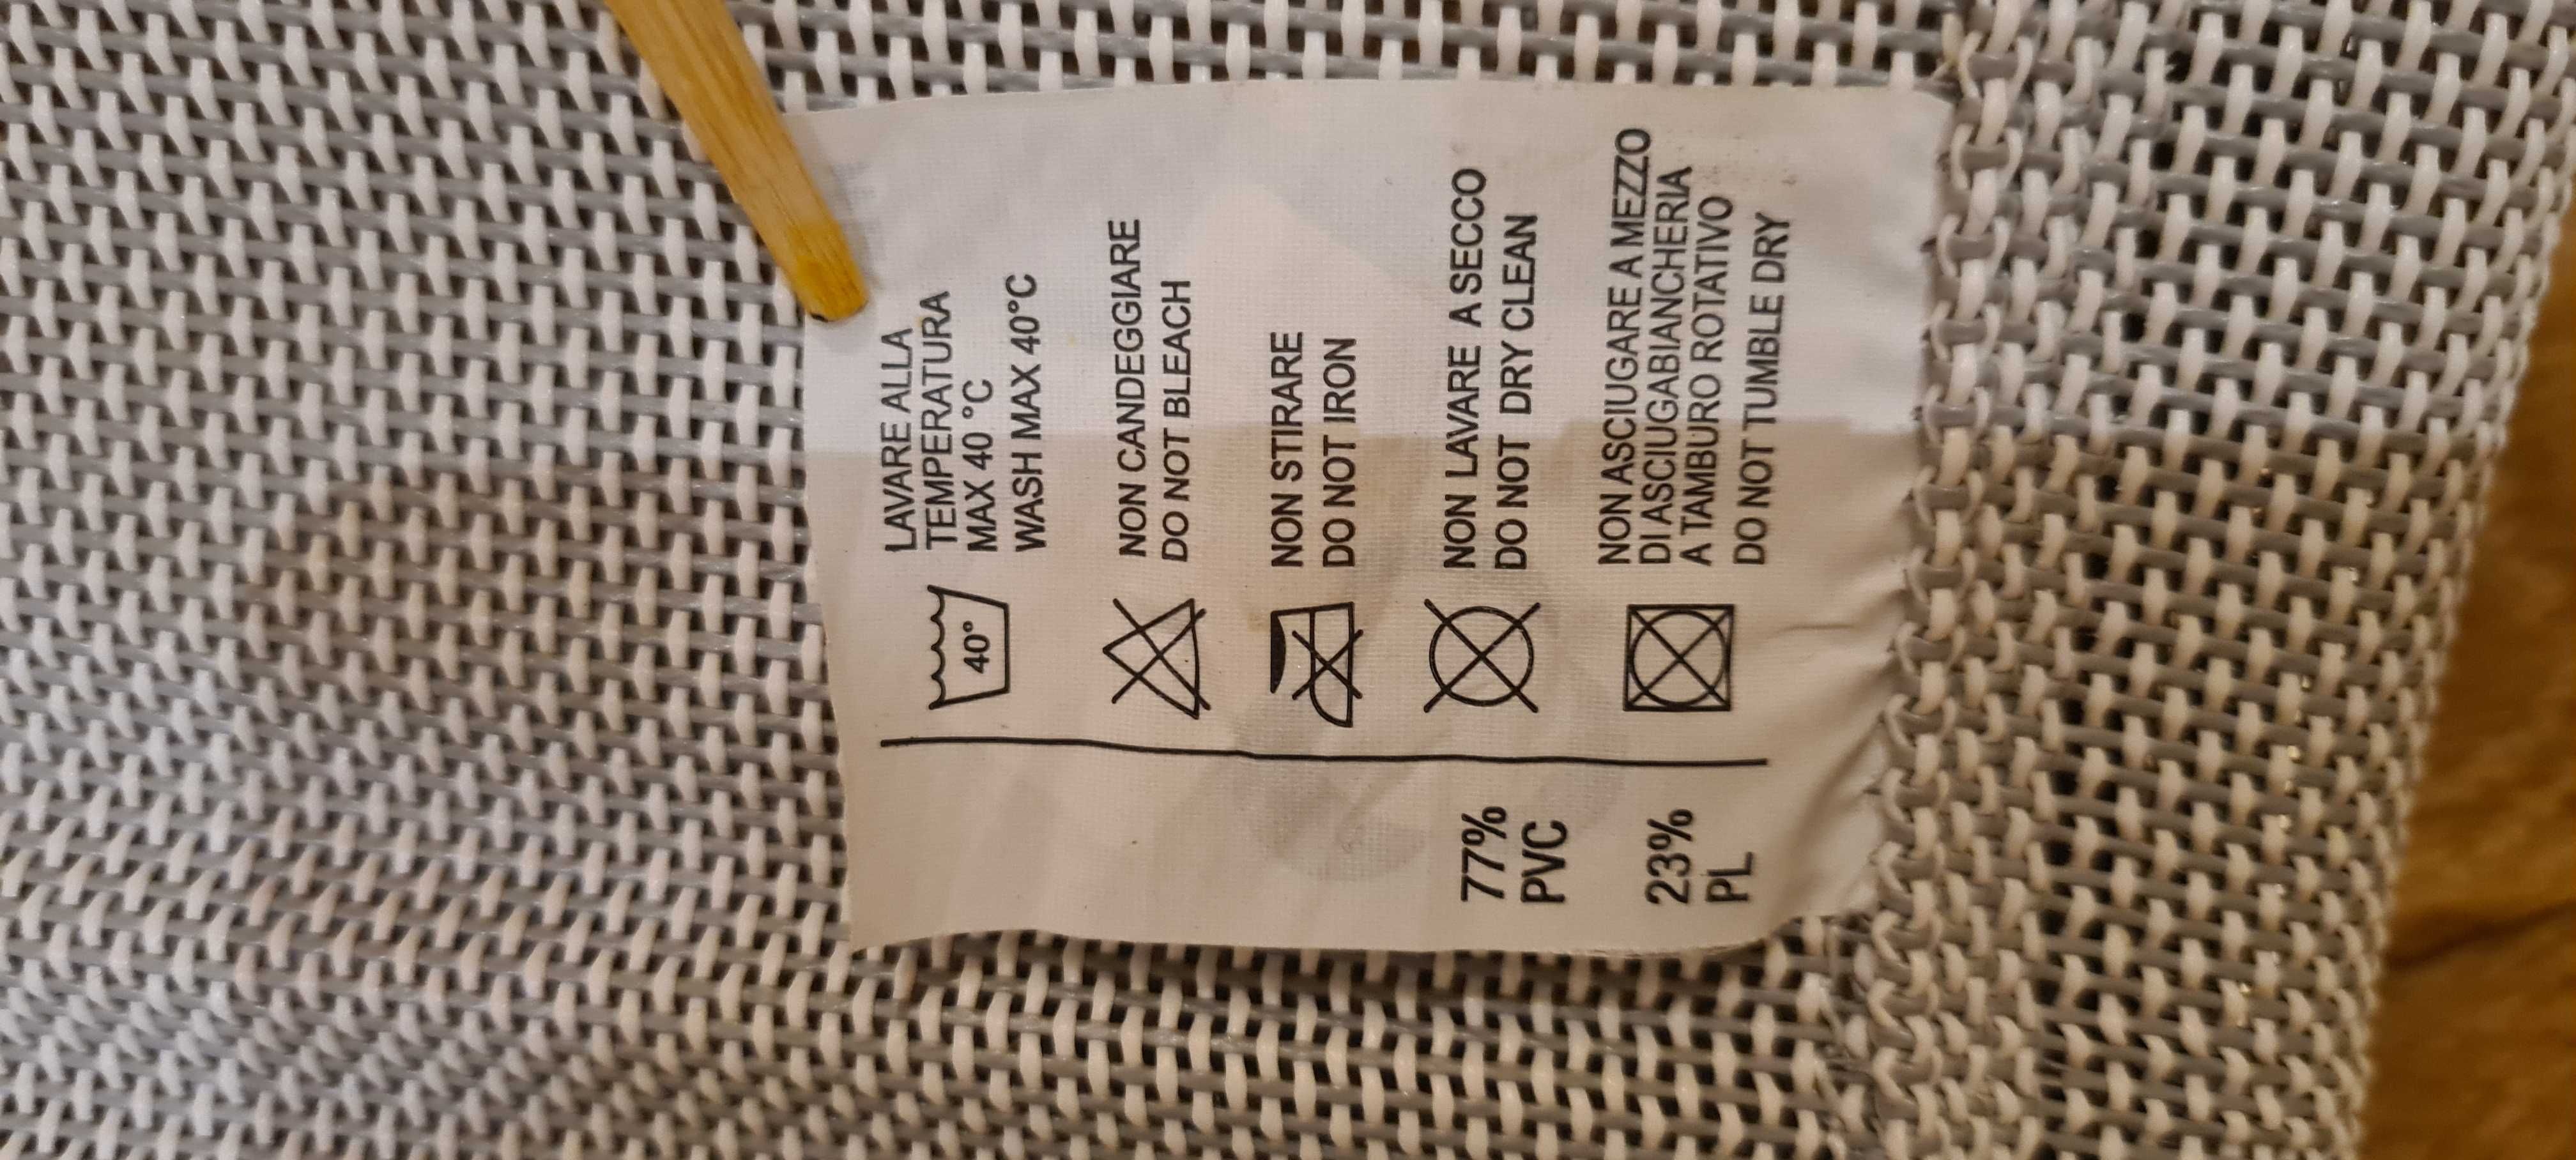 LAVARE ALLA
TEMPERATURA
MAX 40 °C
WASH MAX 40°C
40°
NON CANDEGGIARE
DO NOT BLEACH
NON STIRARE
DO NOT IRON
NON LAVARE A SECCO
DO NOT DRY CLEAN
NON ASCIUGARE A MEZZO
DI ASCIUGABIANCHERIA
A TAMBURO ROTATIVO
DO NOT TUMBLE DRY
77%
PVC
23%
PL